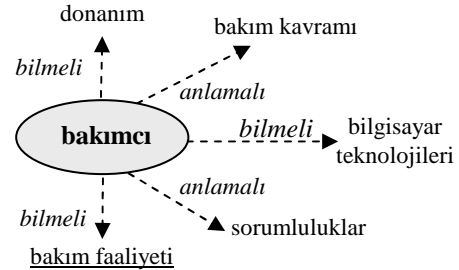 donanım
bakım kavramı
bilmeli
anlamalı
bakımcı
bilmeli
bilgisayar
teknolojileri
anlamalı
bilmeli
sorumluluklar
bakım faaliyeti